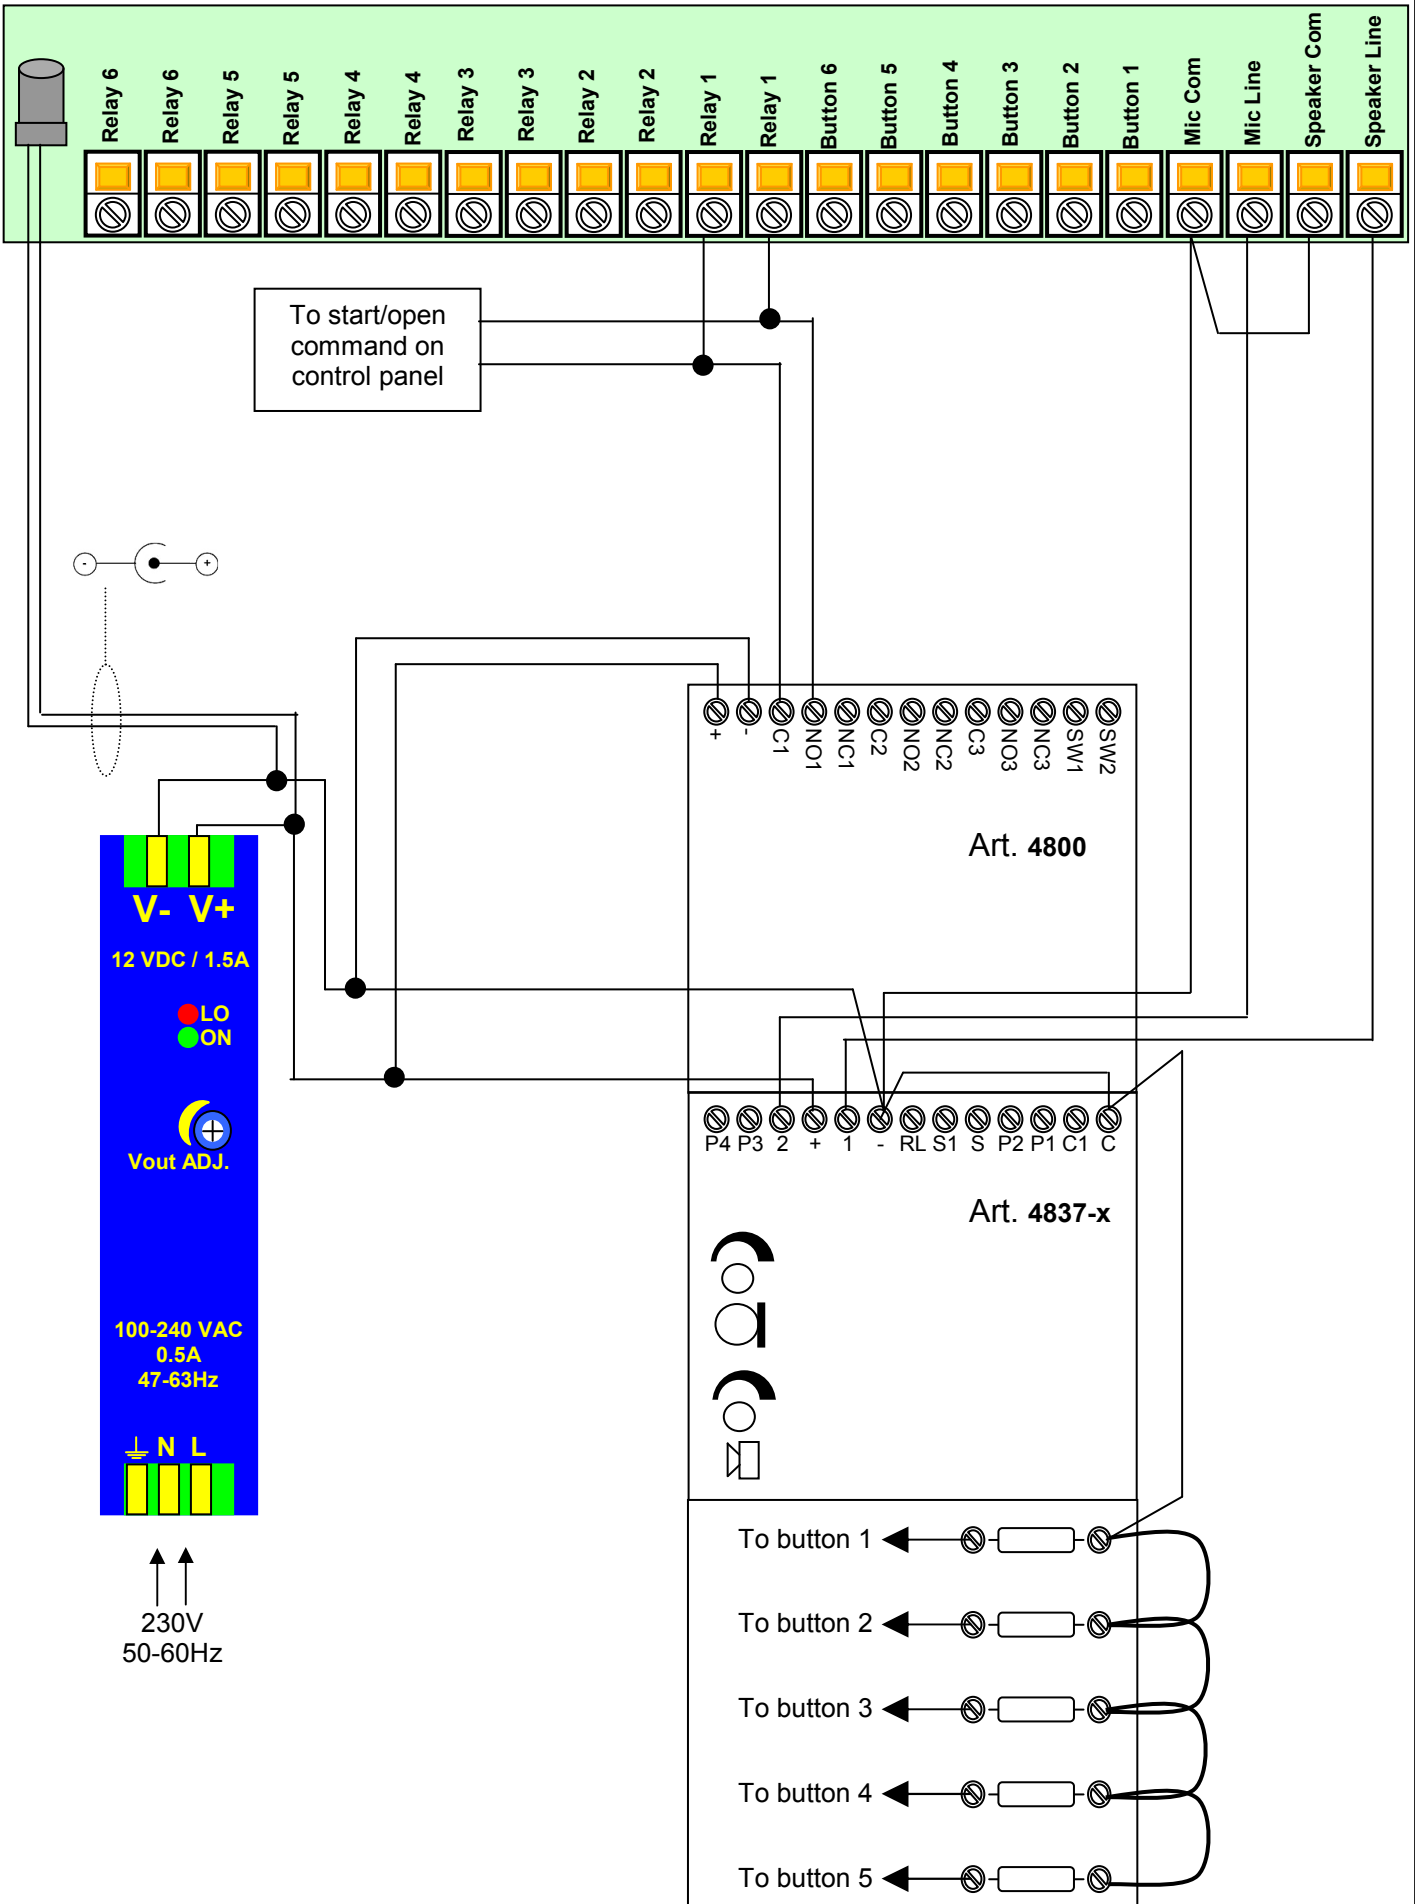 Relay 6
Relay 6
Relay 5
Relay 5
Relay 4
Relay 4
Relay 3
Relay 3
Relay 2
Relay 2
Relay 1
Relay 1
Button 6
Button 5
Button 4
Button 3
Button 2
Button 1
Mic Com
Mic Line
Speaker Com
Speaker Line
To start/open
command on
control panel
- +
+ - C1 NO1 NC1 C2 NO2 NC2 C3 NO3 NC3 SW1 SW2
Art. 4800
V- V+
12 VDC / 1.5A
LO
ON
Vout ADJ.
100-240 VAC
0.5A
47-63Hz
N L
230V
50-60Hz
P4 P3 2 + 1 - RL S1 S P2 P1 C1 C
Art. 4837-x
To button 1
To button 2
To button 3
To button 4
To button 5